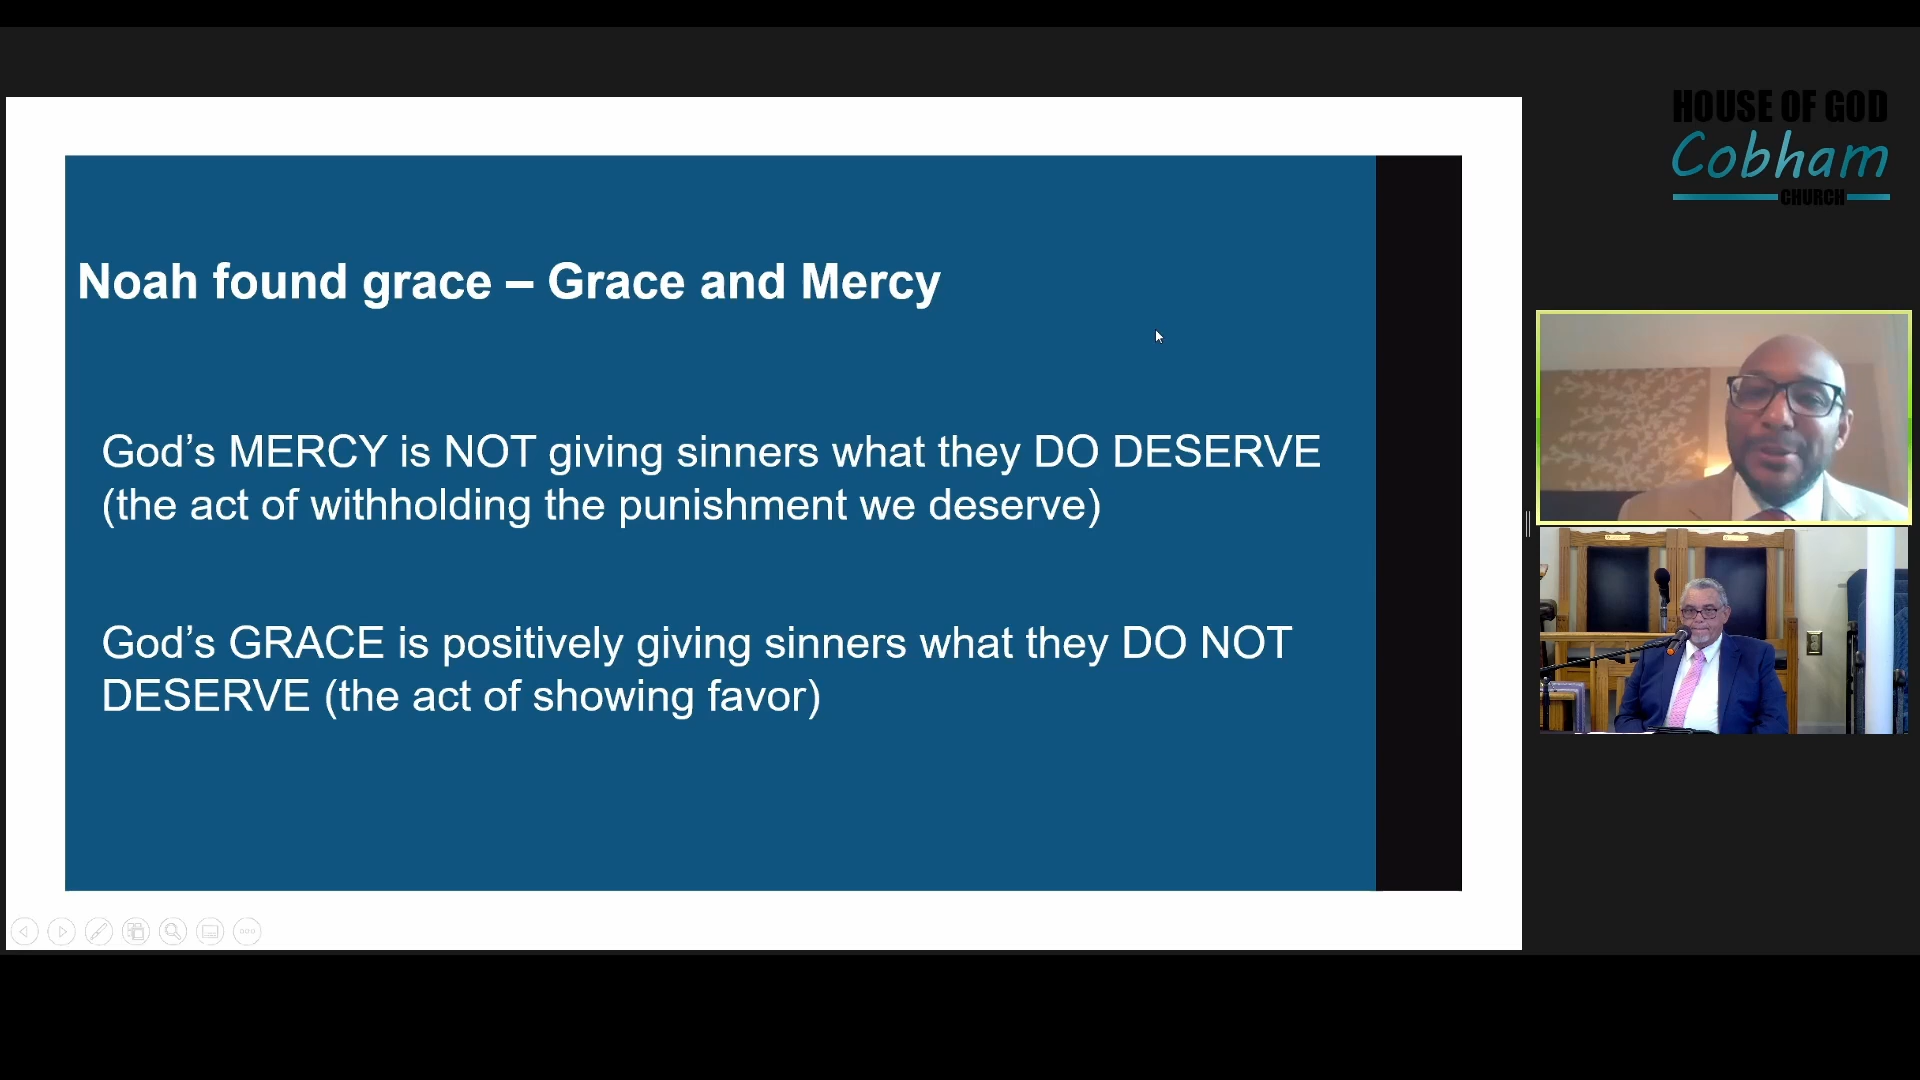 HOUSE OF GOD
Cobham
CHURCH
Noah found grace – Grace and Mercy
God’s MERCY is NOT giving sinners what they DO DESERVE
(the act of withholding the punishment we deserve)
God’s GRACE is positively giving sinners what they DO NOT
DESERVE (the act of showing favor)